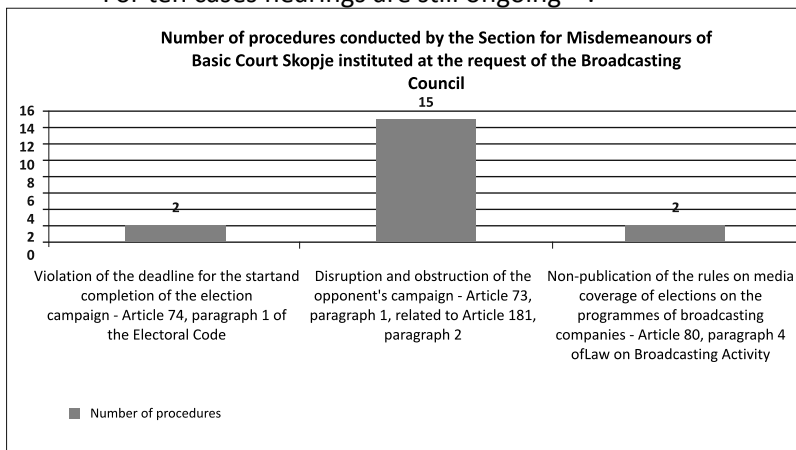 For ten cases hearings are still ongoing
Number of procedures conducted by the Section for Misdemeanours of
Basic Court Skopje instituted at the request of the Broadcasting
Council
15
16
14
12
10
8
6
4
2
0
2
2
Violation of the deadline for the startand
completion of the election
campaign - Article 74, paragraph 1 of
the Electoral Code
Disruption and obstruction of the
opponent's campaign - Article 73,
paragraph 1, related to Article 181,
paragraph 2
Non-publication of the rules on media
coverage of elections on the
programmes of broadcasting
companies - Article 80, paragraph 4
ofLaw on Broadcasting Activity
Number of procedures